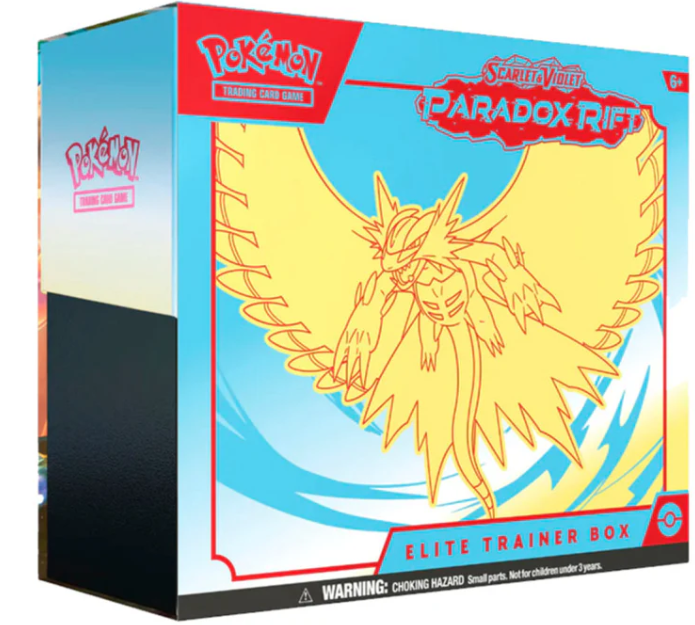 POKéMON
TRADING CARD GAME
SCARLET & VIOLET
PARADOX RIFT
6+
POKéMON
TRADING CARD GAME
ELITE TRAINER BOX
WARNING: CHOKING HAZARD Small parts. Not for children under 3 years.